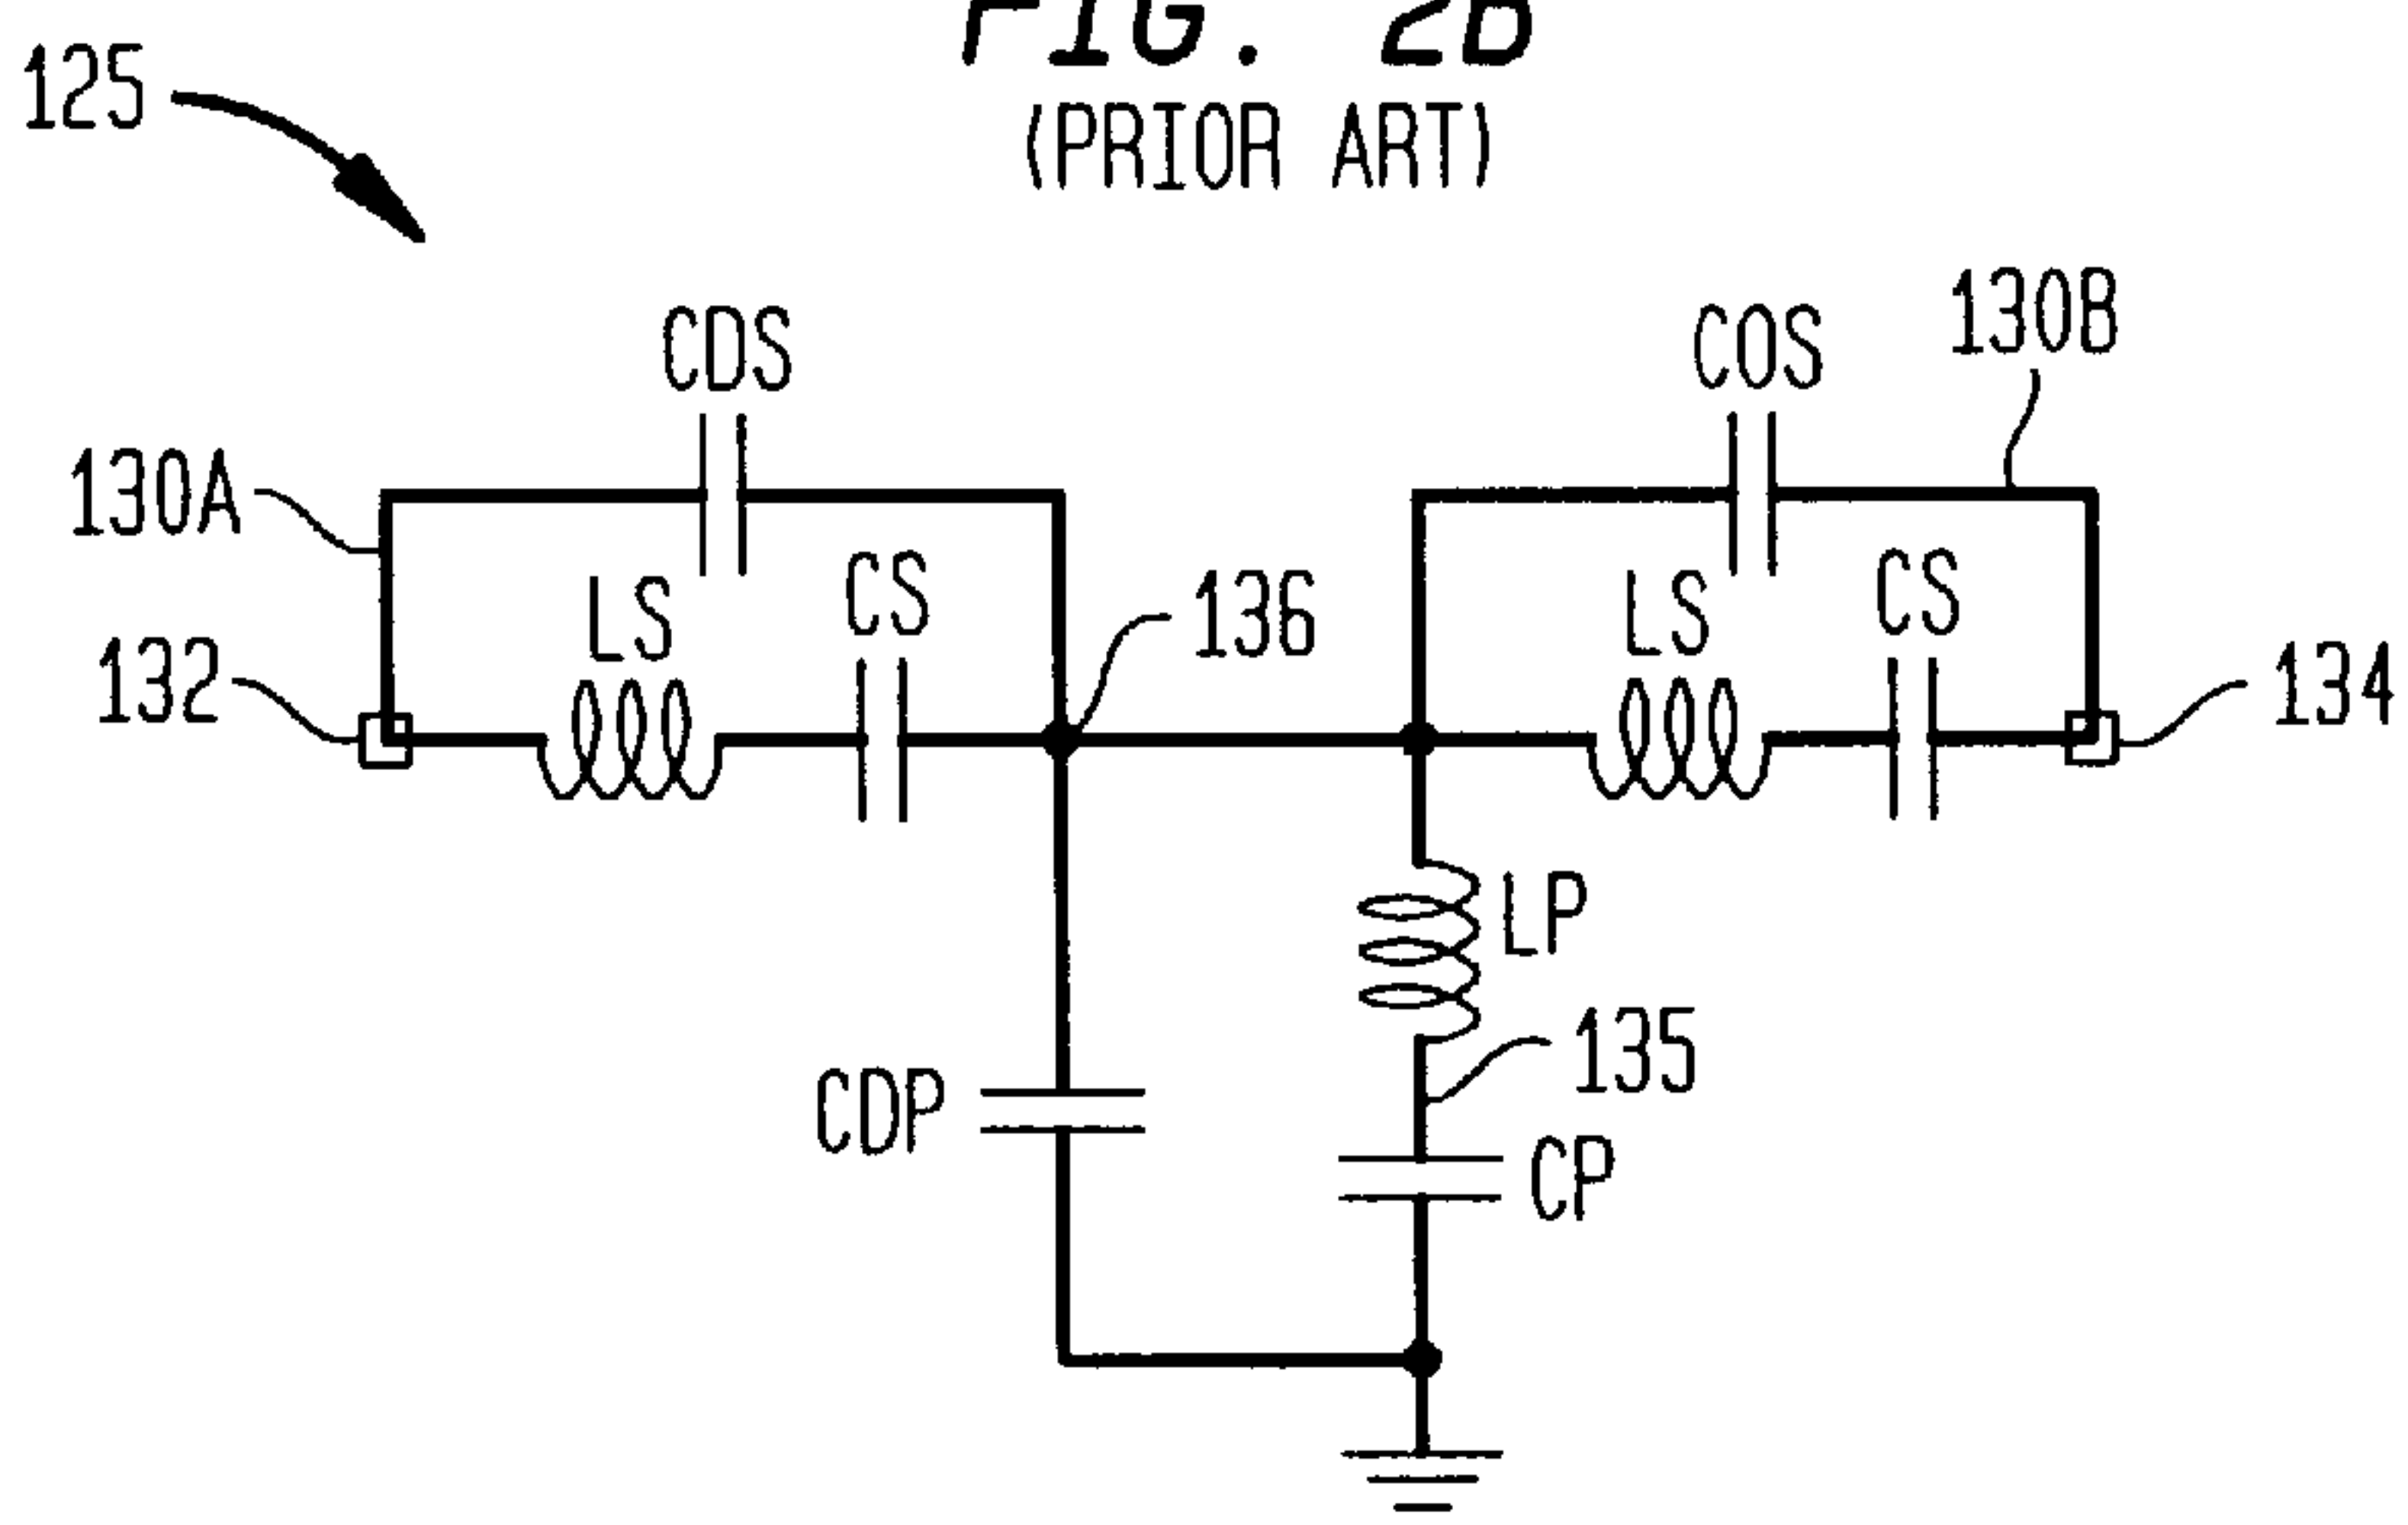 FIG. 2B
(PRIOR ART)
125
CDS
COS
130B
130A
LS
CS
136
LS
CS
132
134
LP
135
CDP
CP